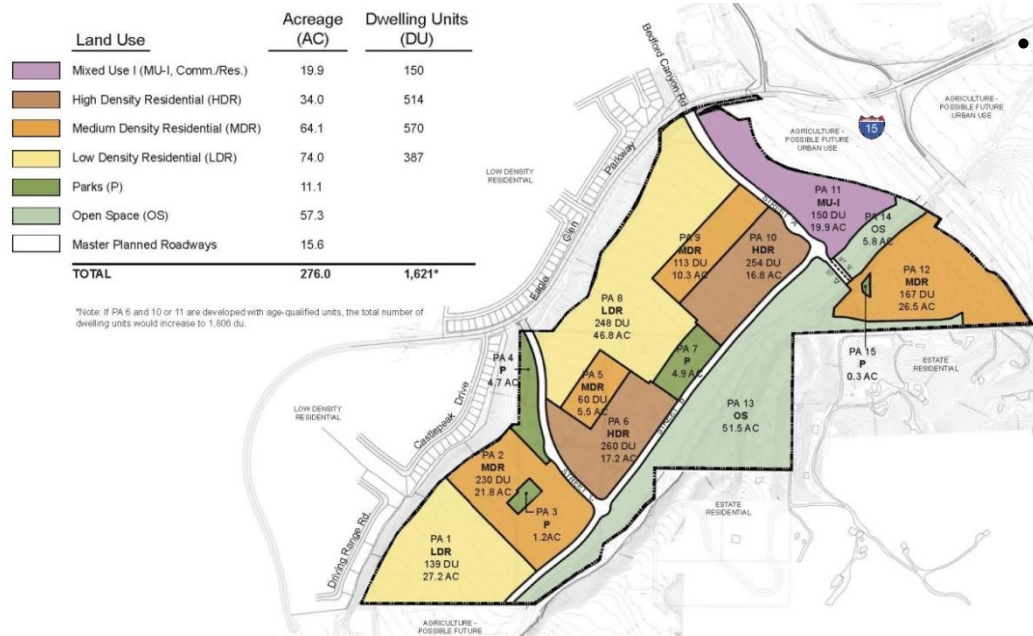 Land Use Acreage (AC) Dwelling Units (DU)
Mixed Use I (MU-I, Comm./Res.) 19.9 150
High Density Residential (HDR) 34.0 514
Medium Density Residential (MDR) 64.1 570
Low Density Residential (LDR) 74.0 387
Parks (P) 11.1
Open Space (OS) 57.3
Master Planned Roadways 15.6
TOTAL 276.0 1,621*
*Note: If PA 6 and 10 or 11 are developed with age-qualified units, the total number of
dwelling units would increase to 1,806 du.
Bedford Canyon Rd.
Eagle Glen Parkway
LOW DENSITY
RESIDENTIAL
AGRICULTURE -
POSSIBLE FUTURE
URBAN USE
15
AGRICULTURE -
POSSIBLE FUTURE
URBAN USE
STREET A
PA 11
MU-I
150 DU
19.9 AC
PA 14
OS
5.8 AC
PA 9
MDR
113 DU
10.3 AC
PA 10
HDR
254 DU
16.8 AC
PA 12
MDR
167 DU
26.5 AC
PA 8
LDR
248 DU
46.8 AC
PA 7
P
4.9 AC
PA 15
P
0.3 AC
ESTATE
RESIDENTIAL
PA 4
P
4.7 AC
PA 5
MDR
60 DU
5.5 AC
PA 6
HDR
260 DU
17.2 AC
STREET B
PA 13
OS
51.5 AC
LOW DENSITY
RESIDENTIAL
Castlepeak Drive
PA 2
MDR
230 DU
21.8 AC
STREET C
PA 3
P
1.2AC
ESTATE
RESIDENTIAL
Driving Range Rd.
PA 1
LDR
139 DU
27.2 AC
AGRICULTURE -
POSSIBLE FUTURE